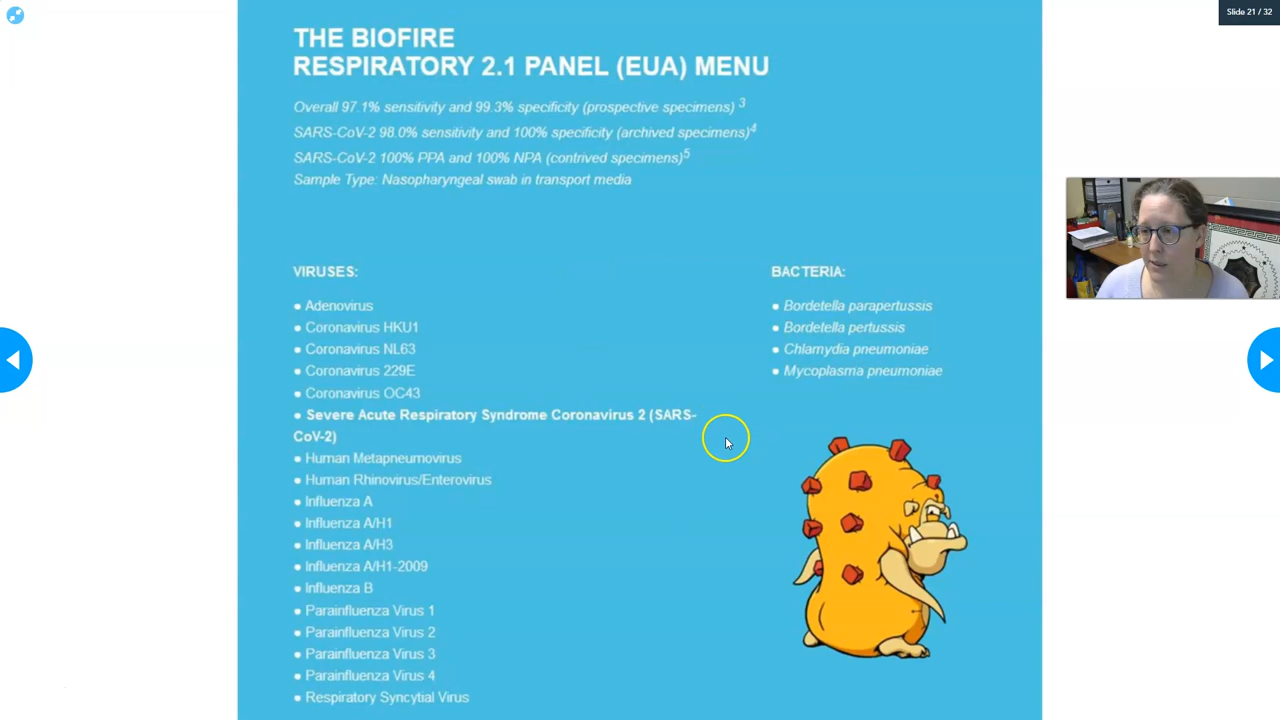 Slide 21 / 32
THE BIOFIRE
RESPIRATORY 2.1 PANEL (EUA) MENU
Overall 97.1% sensitivity and 99.3% specificity (prospective specimens) 3
SARS-CoV-2 98.0% sensitivity and 100% specificity (archived specimens)4
SARS-CoV-2 100% PPA and 100% NPA (contrived specimens)5
Sample Type: Nasopharyngeal swab in transport media
VIRUSES:
• Adenovirus
• Coronavirus HKU1
• Coronavirus NL63
• Coronavirus 229E
• Coronavirus OC43
• Severe Acute Respiratory Syndrome Coronavirus 2 (SARS-
CoV-2)
• Human Metapneumovirus
• Human Rhinovirus/Enterovirus
• Influenza A
• Influenza A/H1
• Influenza A/H3
• Influenza A/H1-2009
• Influenza B
• Parainfluenza Virus 1
• Parainfluenza Virus 2
• Parainfluenza Virus 3
• Parainfluenza Virus 4
• Respiratory Syncytial Virus
BACTERIA:
• Bordetella parapertussis
• Bordetella pertussis
• Chlamydia pneumoniae
• Mycoplasma pneumoniae